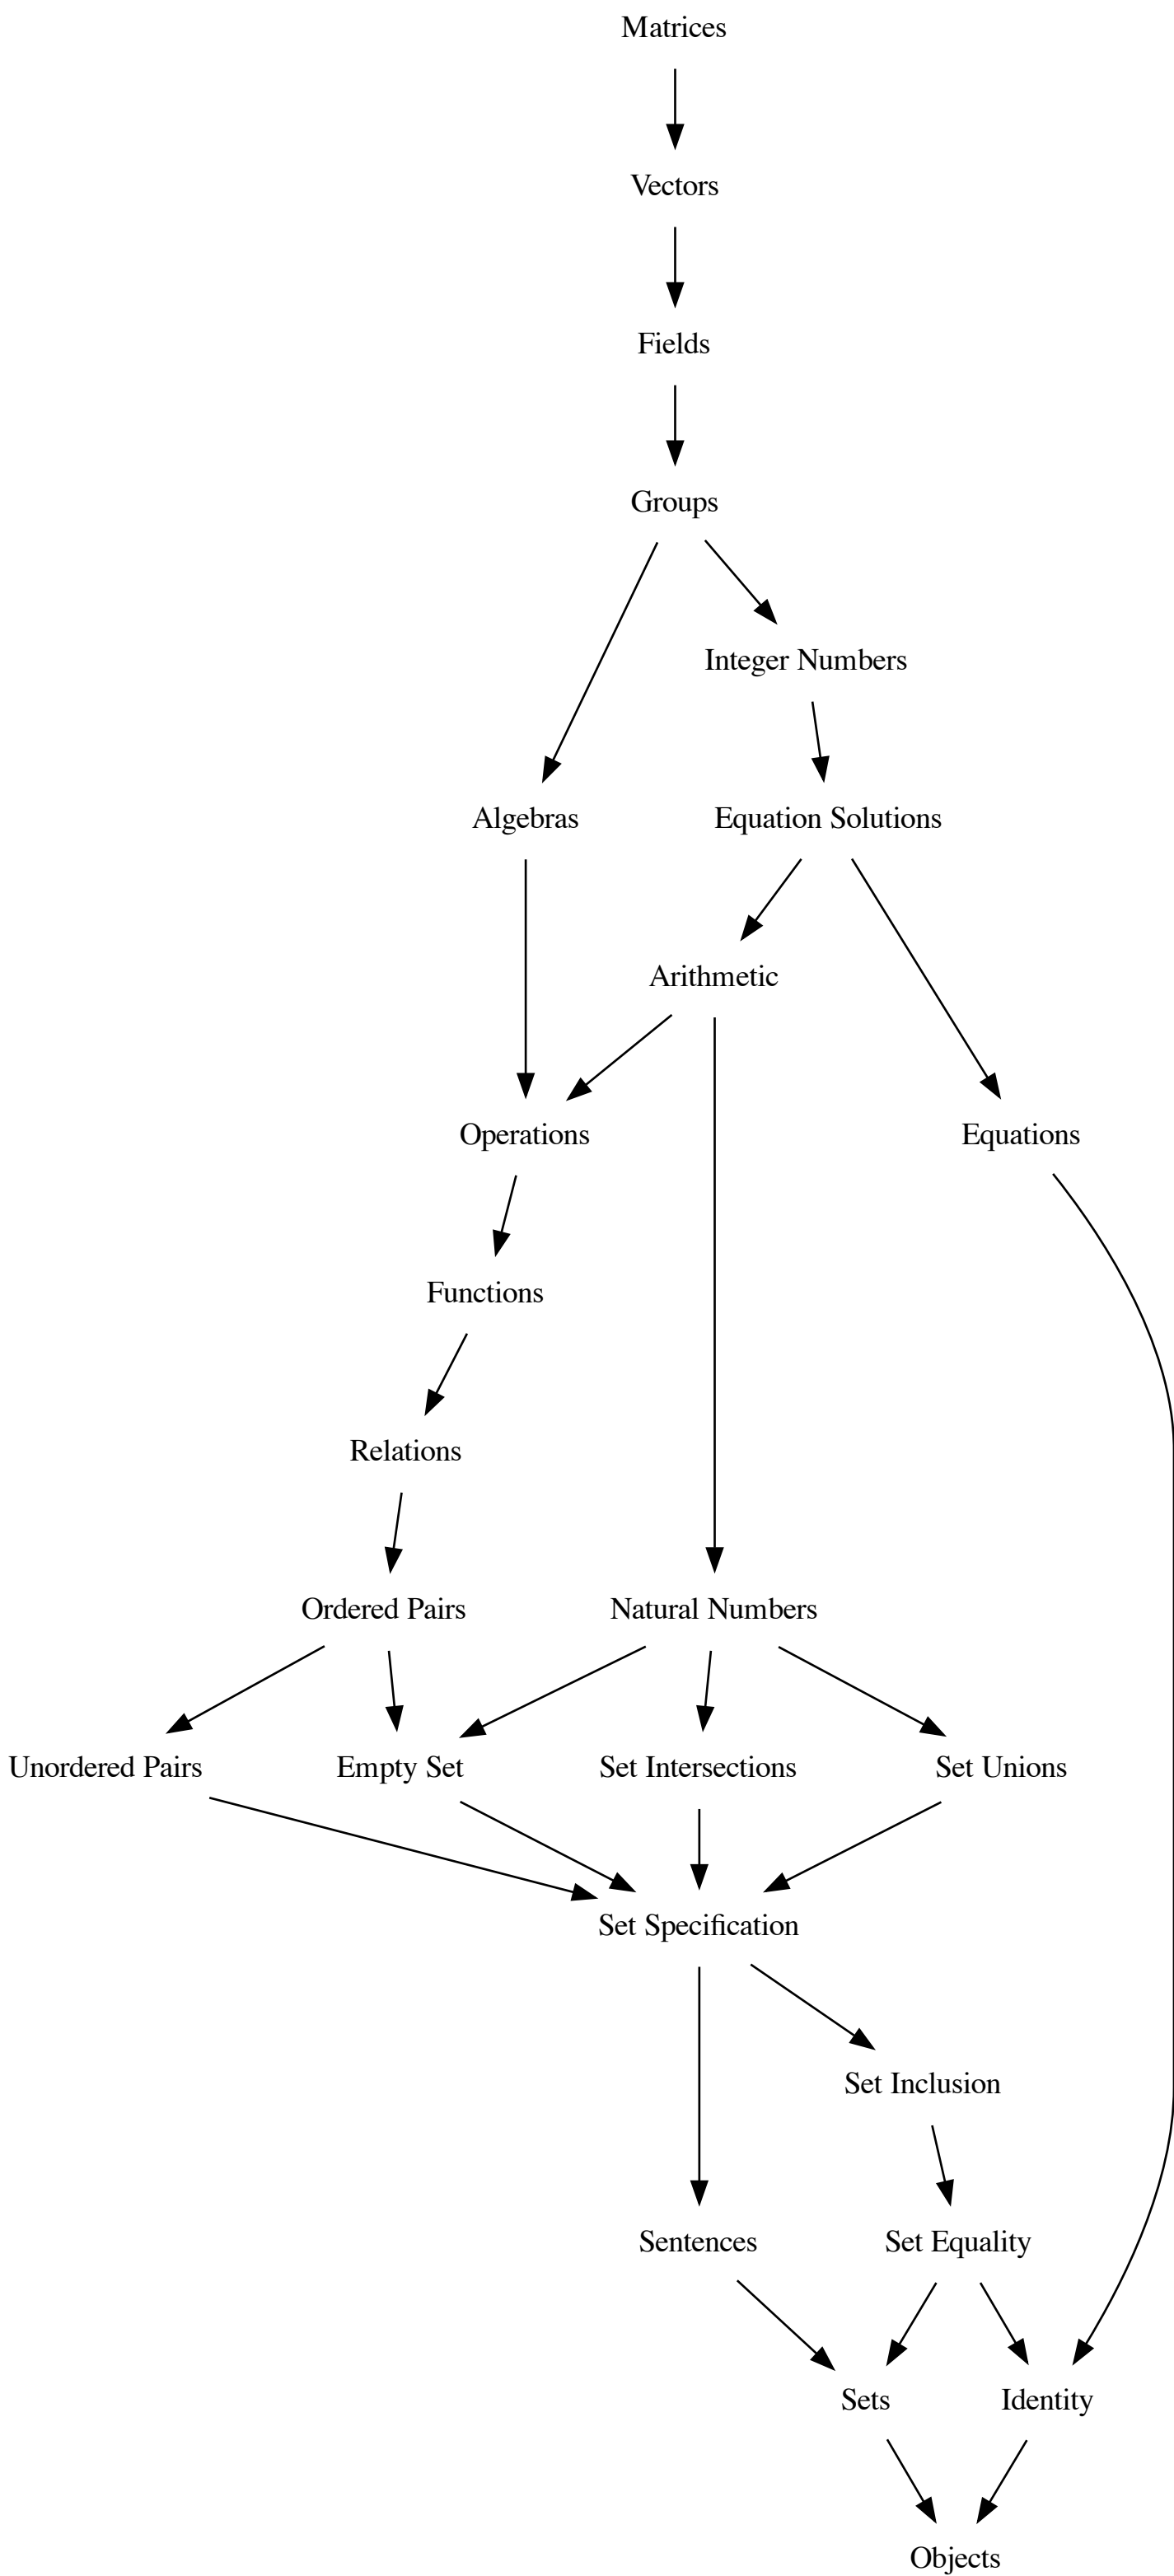 Matrices
Vectors
Fields
Groups
Integer Numbers
Algebras
Equation Solutions
Arithmetic
Operations
Equations
Functions
Relations
Ordered Pairs
Natural Numbers
Unordered Pairs
Empty Set
Set Intersections
Set Unions
Set Specification
Set Inclusion
Sentences
Set Equality
Sets
Identity
Objects